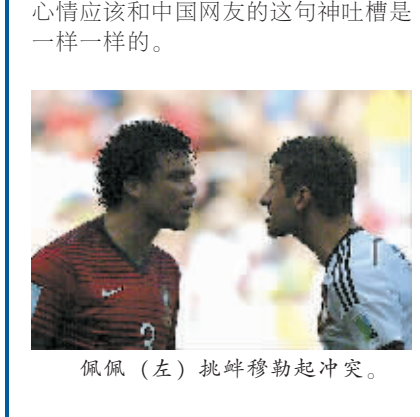 心情应该和中国网友的这句神吐槽是
一样一样的。
3
佩佩（左）挑衅穆勒起冲突。